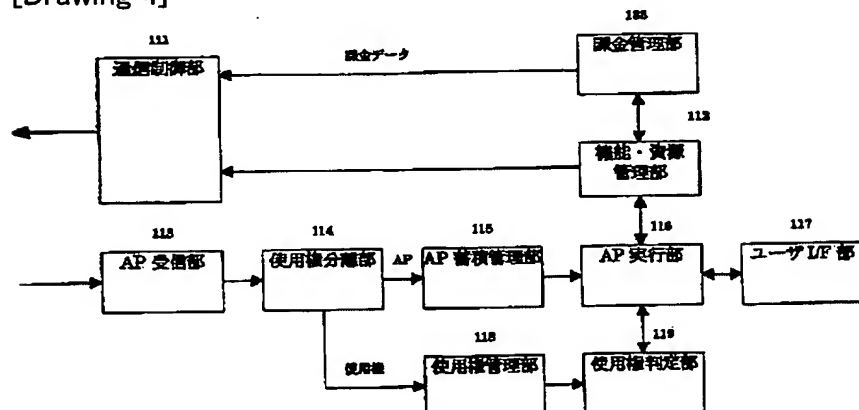 [Drawing 4]
111
通信制御部
課金データ
課金管理部
112
機能・資源
管理部
113
AP 受信部
114
使用権分離部
AP
115
AP 蓄積管理部
116
AP 実行部
117
ユーザ I/F 部
使用権
118
使用権管理部
119
使用権判定部